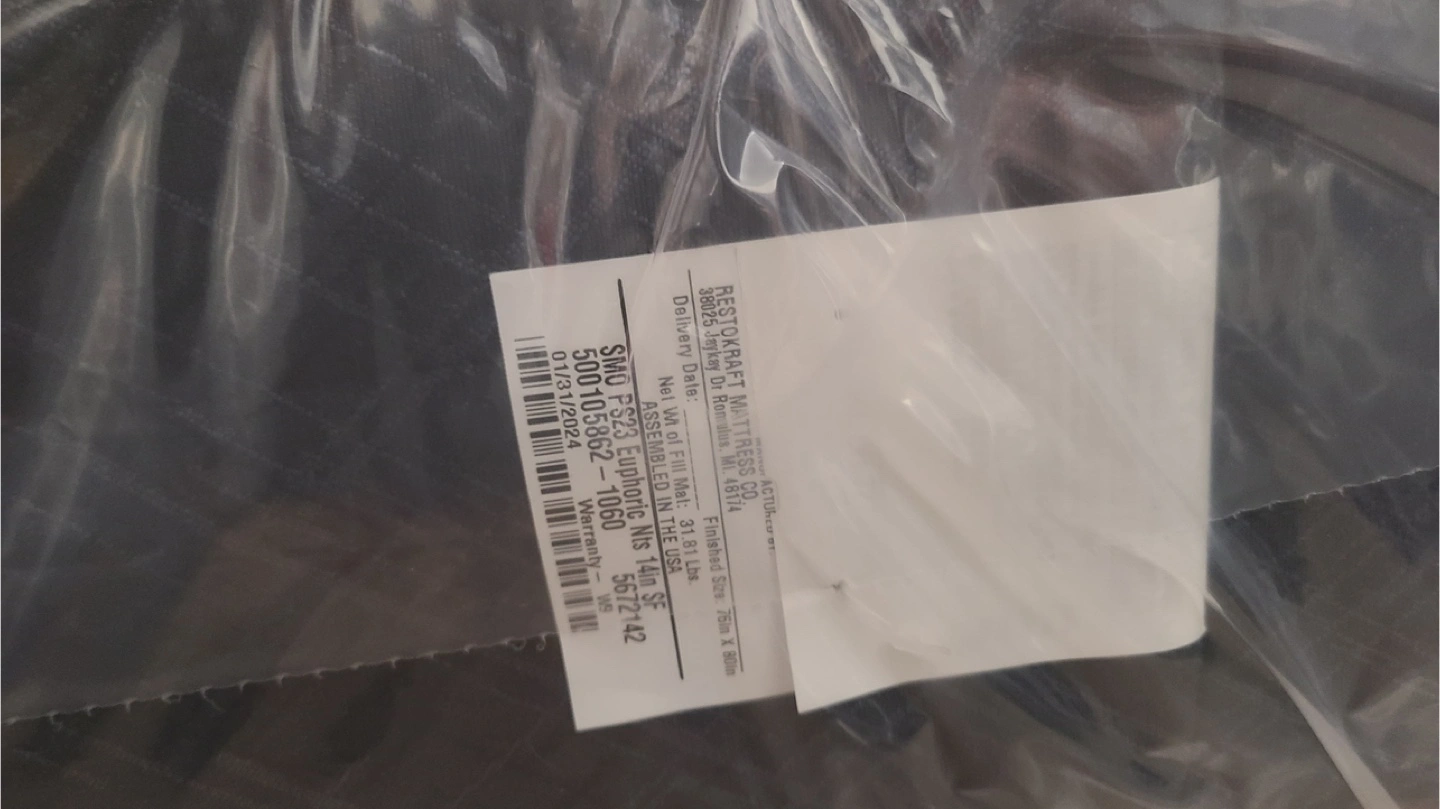 RESTOKRAFT MATTRESS CO.
38025 Jaykay Dr Romulus, MI, 48174
Finished Size: 76in X 80in
Delivery Date:
Net Wt of Fill Mat: 31.81 Lbs.
ASSEMBLED IN THE USA
SMO PS23 Euphoric Nts 14in SF
500105862-1060 5672142
01/31/2024 Warranty- W9